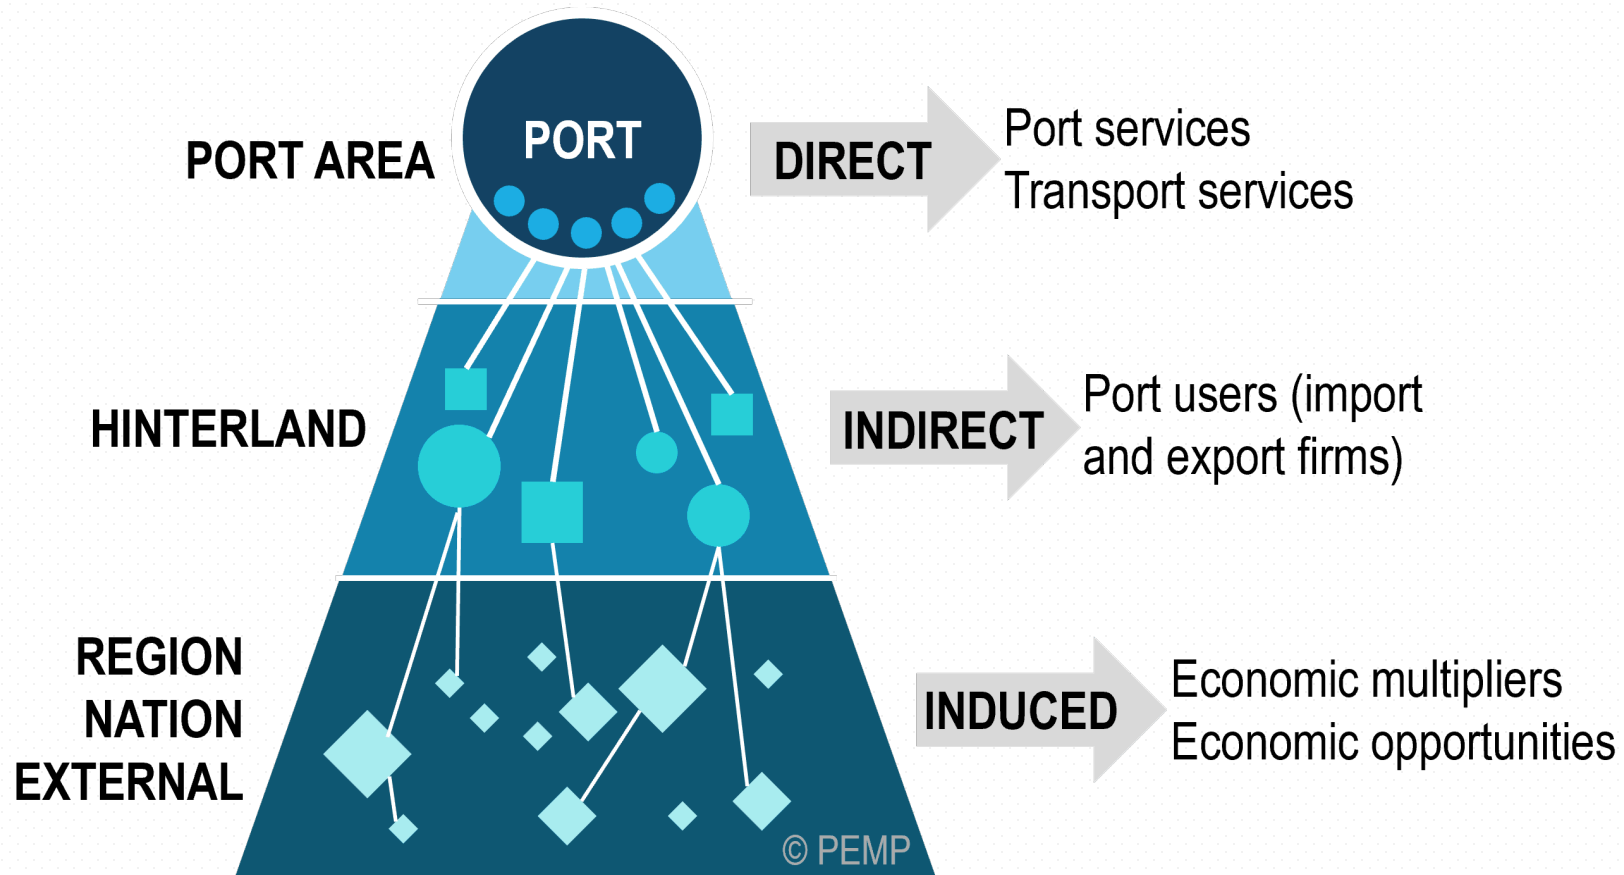 PORT AREA
PORT
DIRECT
Port services
Transport services
HINTERLAND
INDIRECT
Port users (import
and export firms)
REGION
NATION
EXTERNAL
INDUCED
Economic multipliers
Economic opportunities
© PEMP